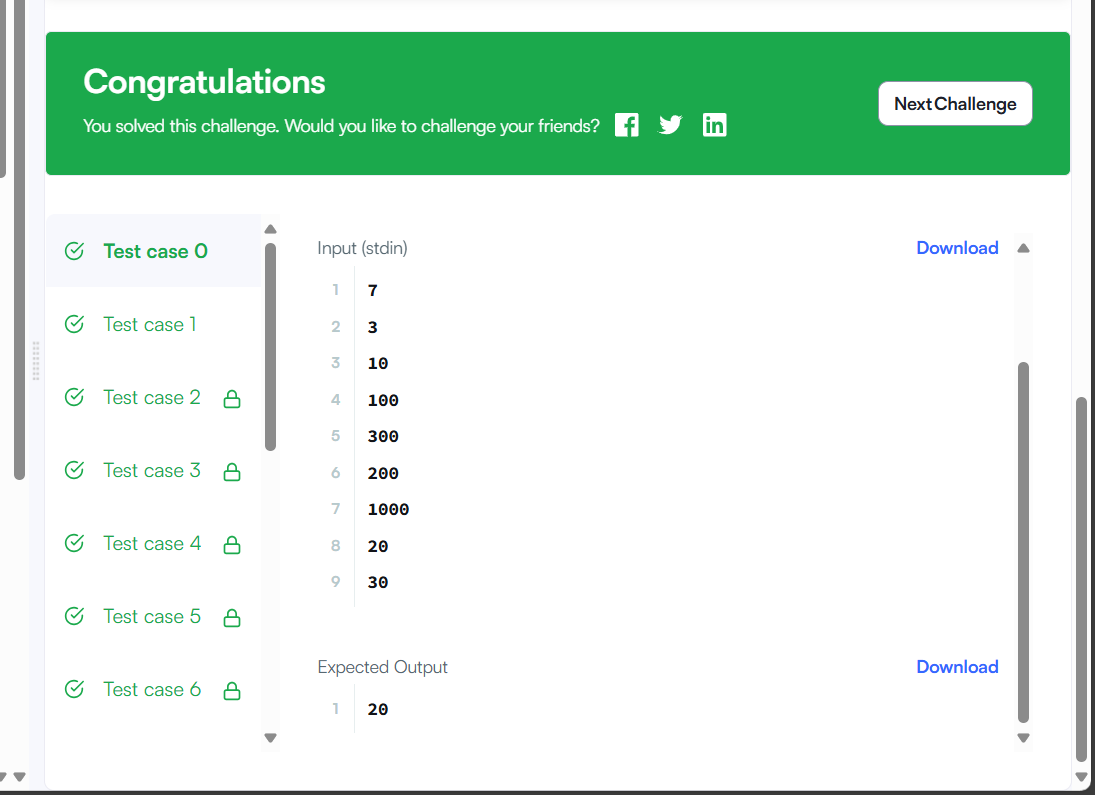 Congratulations
You solved this challenge. Would you like to challenge your friends?
Next Challenge
Test case 0
Test case 1
Test case 2
Test case 3
Test case 4
Test case 5
Test case 6
Input (stdin)
Download
1 7
2 3
3 10
4 100
5 300
6 200
7 1000
8 20
9 30
Expected Output
Download
1 20